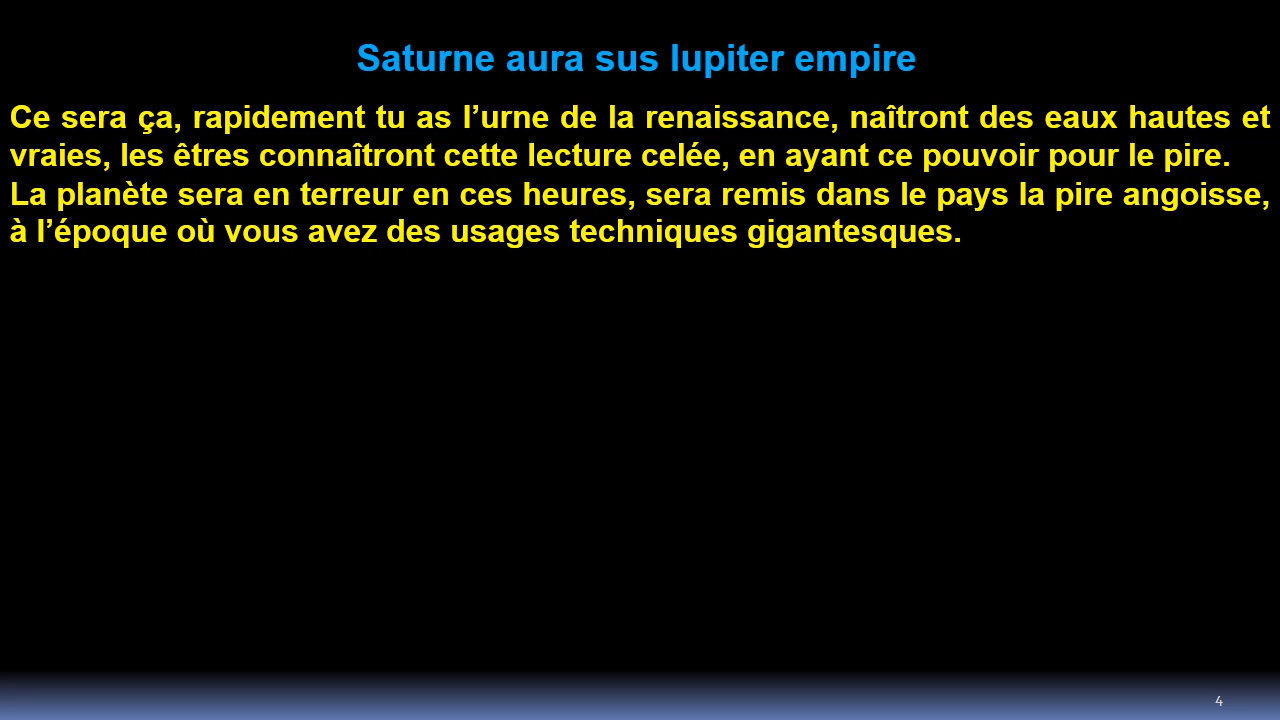 Saturne aura sus Iupiter empire
Ce sera ça, rapidement tu as l’urne de la renaissance, naîtront des eaux hautes et
vraies, les êtres connaîtront cette lecture celée, en ayant ce pouvoir pour le pire.
La planète sera en terreur en ces heures, sera remis dans le pays la pire angoisse,
à l’époque où vous avez des usages techniques gigantesques.
4